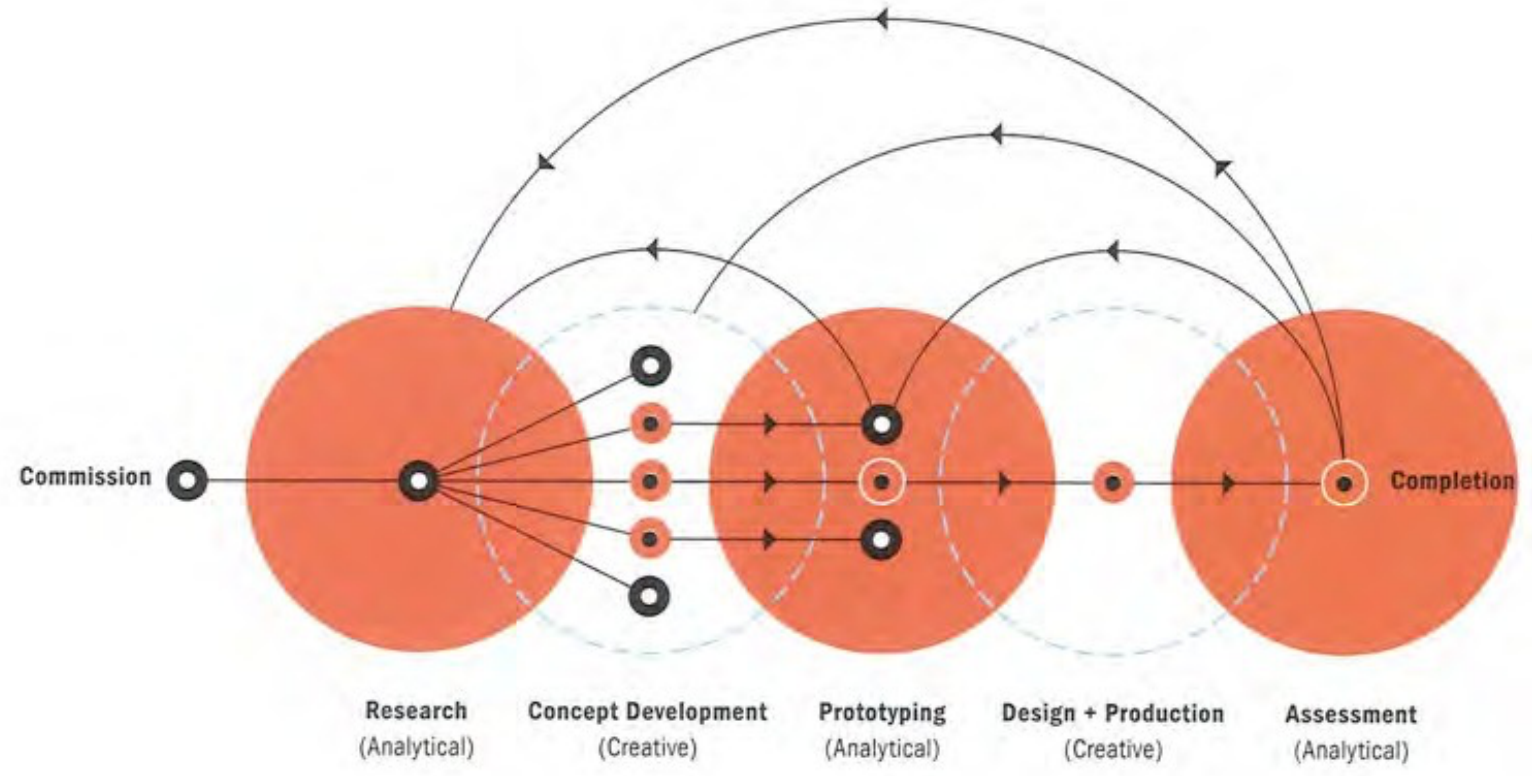 Commission
Completion
Research
(Analytical)
Concept Development
(Creative)
Prototyping
(Analytical)
Design + Production
(Creative)
Assessment
(Analytical)